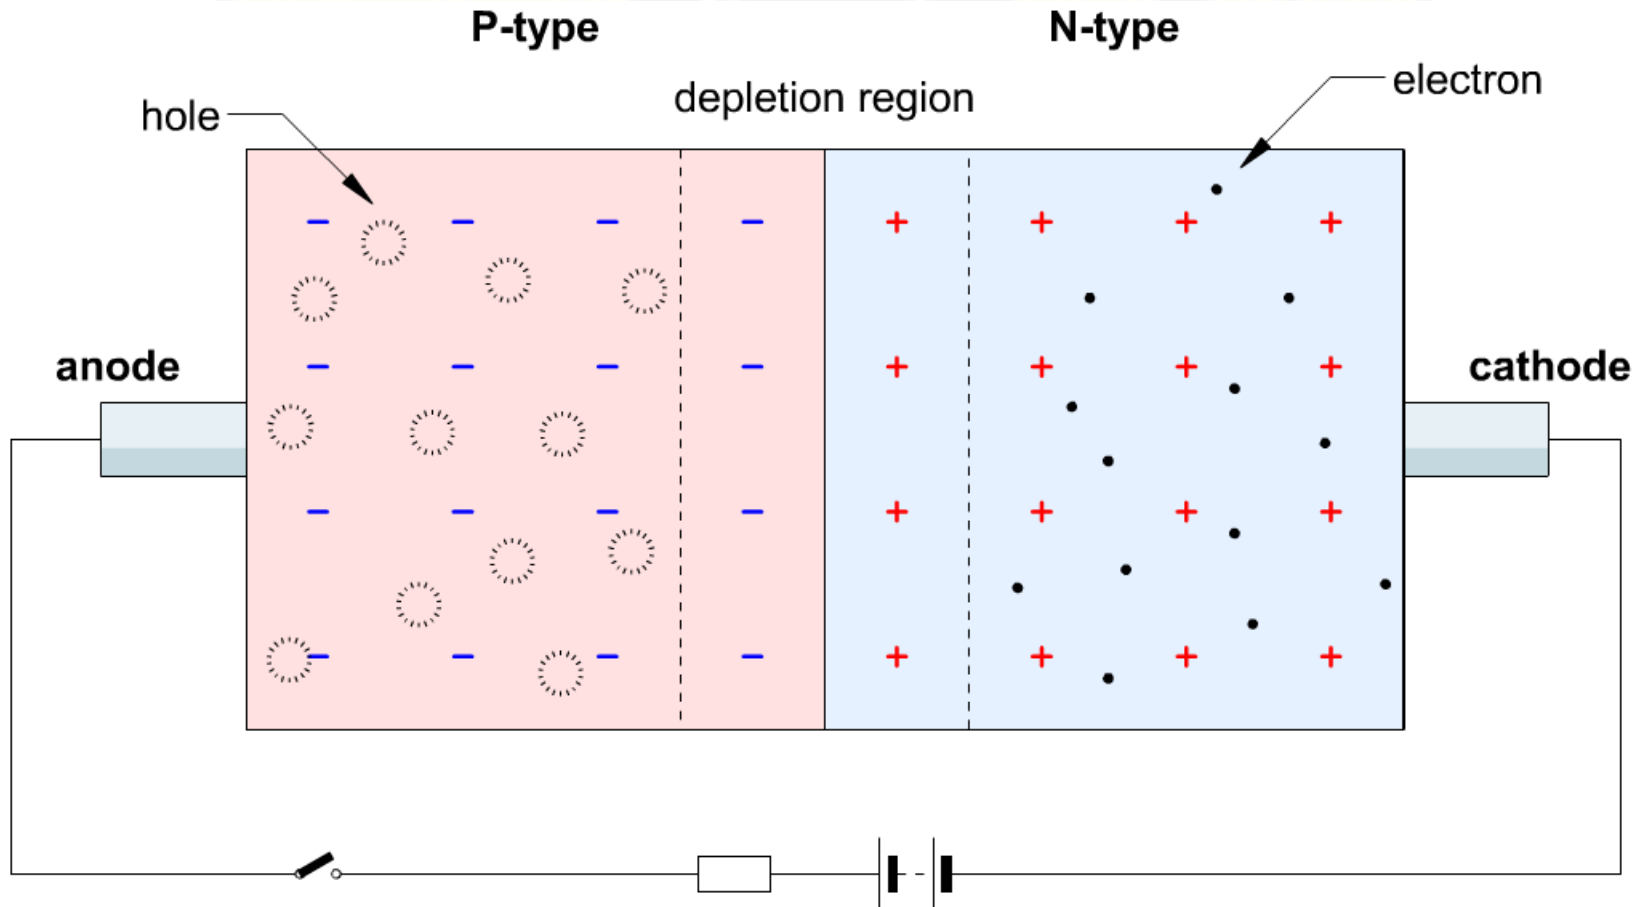 P-type
N-type
depletion region
electron
hole
anode
cathode